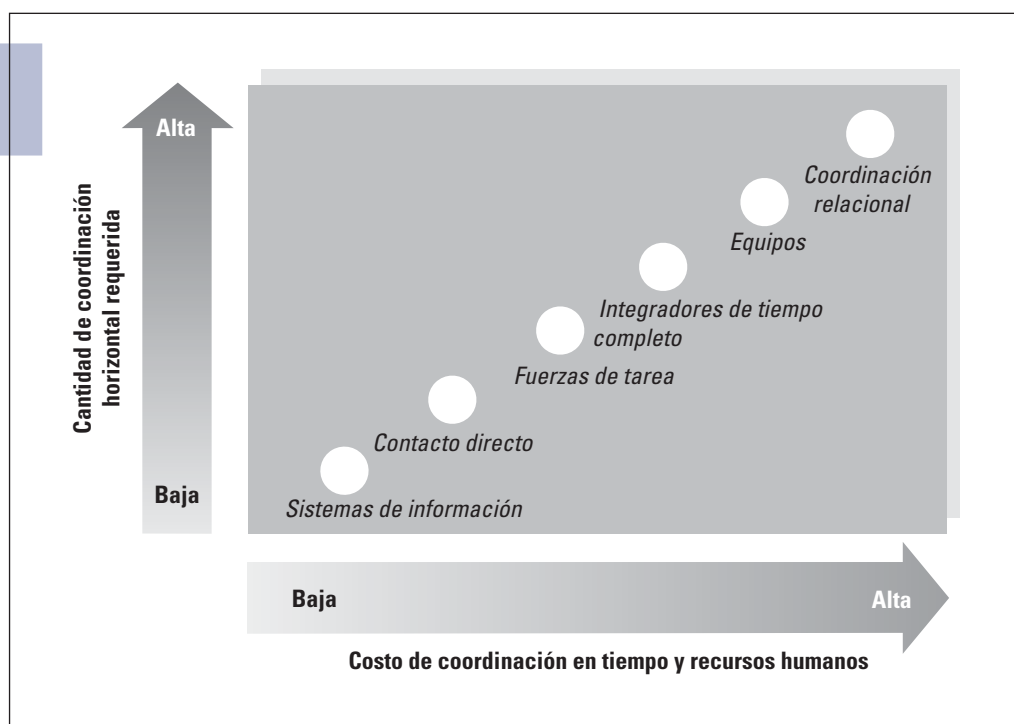 Cantidad de coordinación
horizontal requerida
Alta
Baja
Coordinación
relacional
Equipos
Integradores de tiempo
completo
Fuerzas de tarea
Contacto directo
Sistemas de información
Baja
Alta
Costo de coordinación en tiempo y recursos humanos